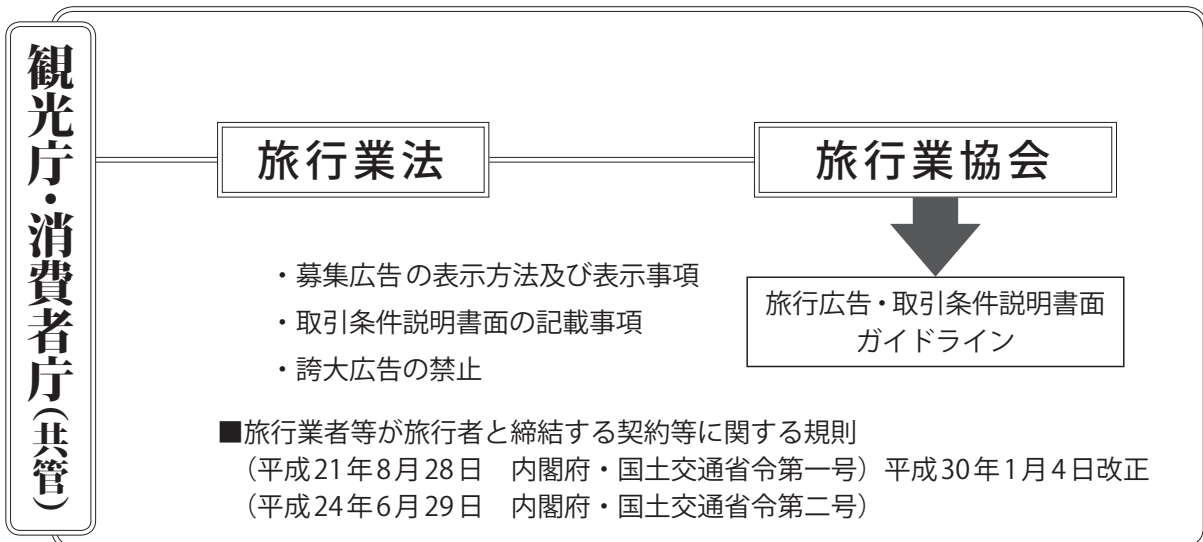 観光庁・消費者庁（共管）
旅行業法
旅行業協会
・募集広告の表示方法及び表示事項
・取引条件説明書面の記載事項
・誇大広告の禁止
旅行広告・取引条件説明書面
ガイドライン
■旅行業者等が旅行者と締結する契約等に関する規則
（平成21年8月28日　内閣府・国土交通省令第一号）平成30年1月4日改正
（平成24年6月29日　内閣府・国土交通省令第二号）